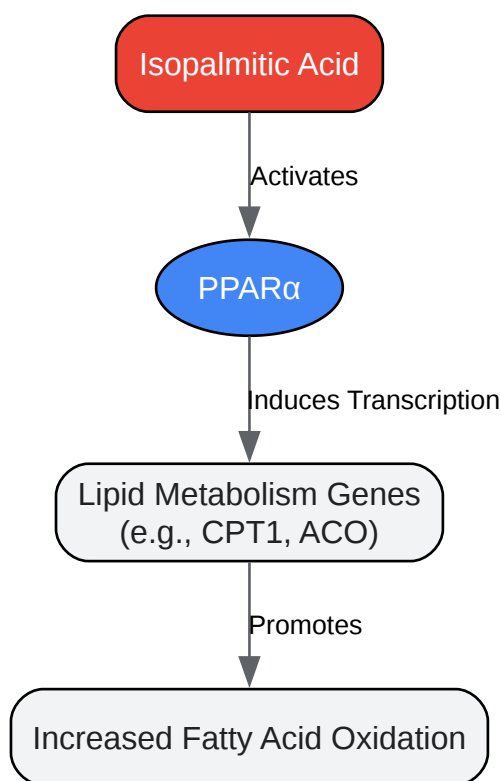 Isopalmitic Acid
Activates
PPARα
Induces Transcription
Lipid Metabolism Genes
(e.g., CPT1, ACO)
Promotes
Increased Fatty Acid Oxidation